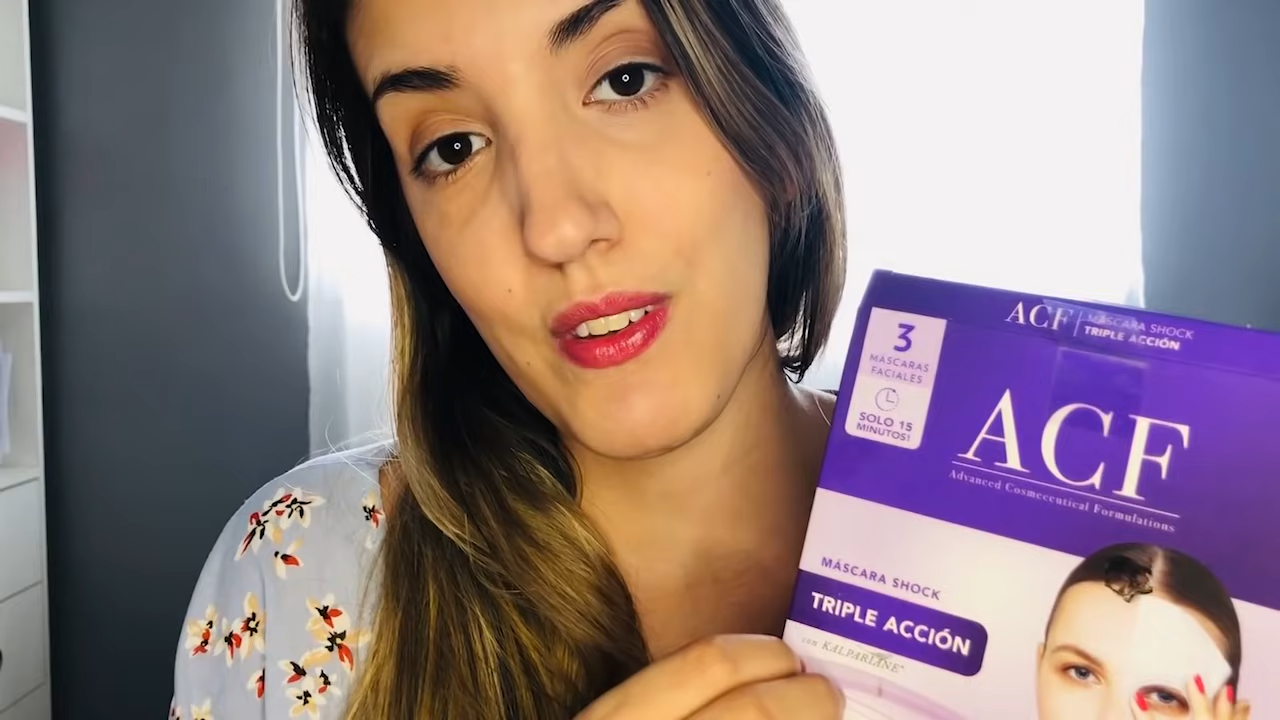 ACF | MÁSCARA SHOCK
TRIPLE ACCIÓN
3
MÁSCARAS
FACIALES
SOLO 15
MINUTOS!
ACF
Advanced Cosmeceutical Formulations
MÁSCARA SHOCK
TRIPLE ACCIÓN
con KALPARIANE